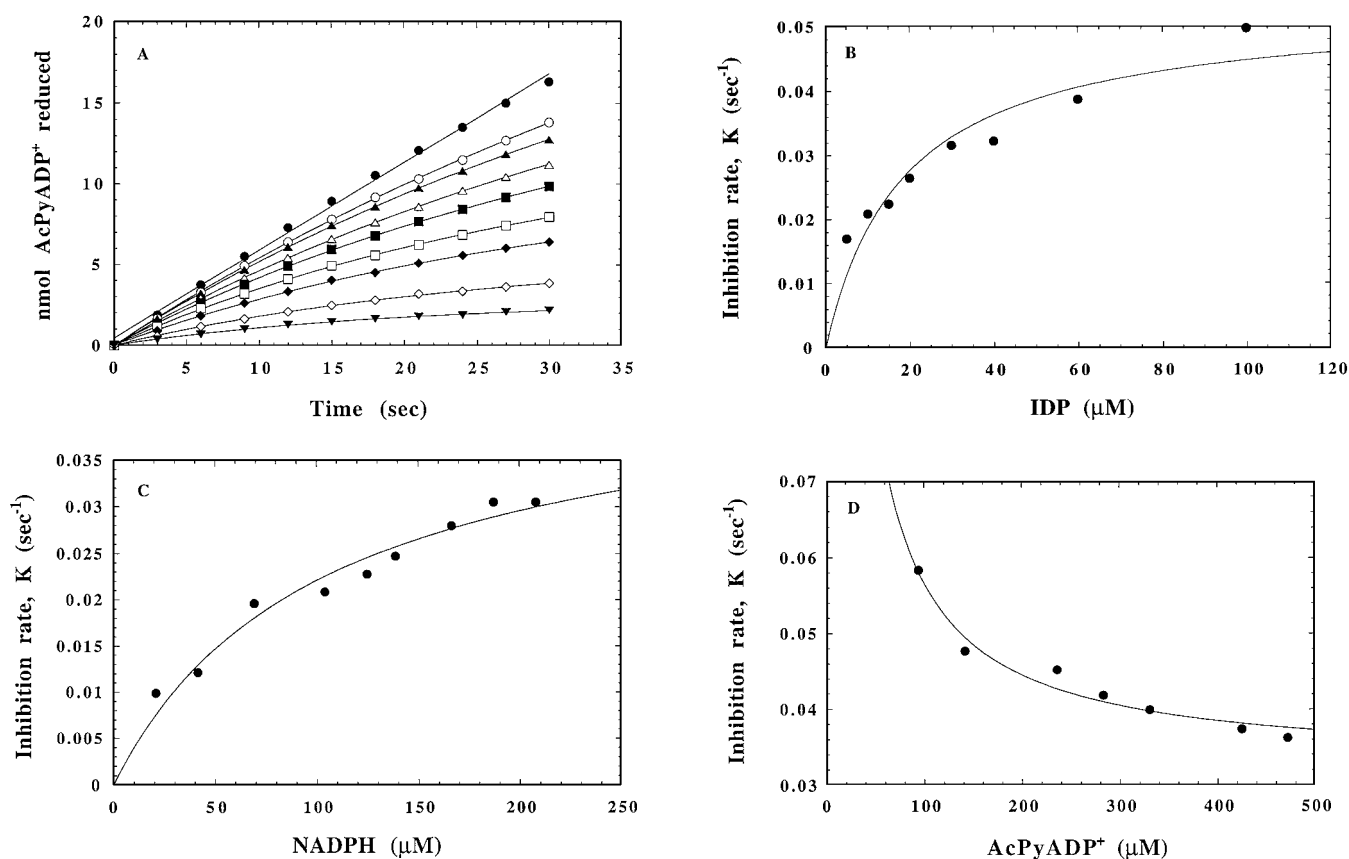 A
nmol AcPyADP+ reduced
20
15
10
5
0
0 5 10 15 20 25 30 35
Time (sec)
B
Inhibition rate, K (sec-1)
0.05
0.04
0.03
0.02
0.01
0
0 20 40 60 80 100 120
IDP (μM)
C
Inhibition rate, K (sec-1)
0.035
0.03
0.025
0.02
0.015
0.01
0.005
0
0 50 100 150 200 250
NADPH (μM)
D
Inhibition rate, K (sec-1)
0.07
0.06
0.05
0.04
0.03
0 100 200 300 400 500
AcPyADP+ (μM)